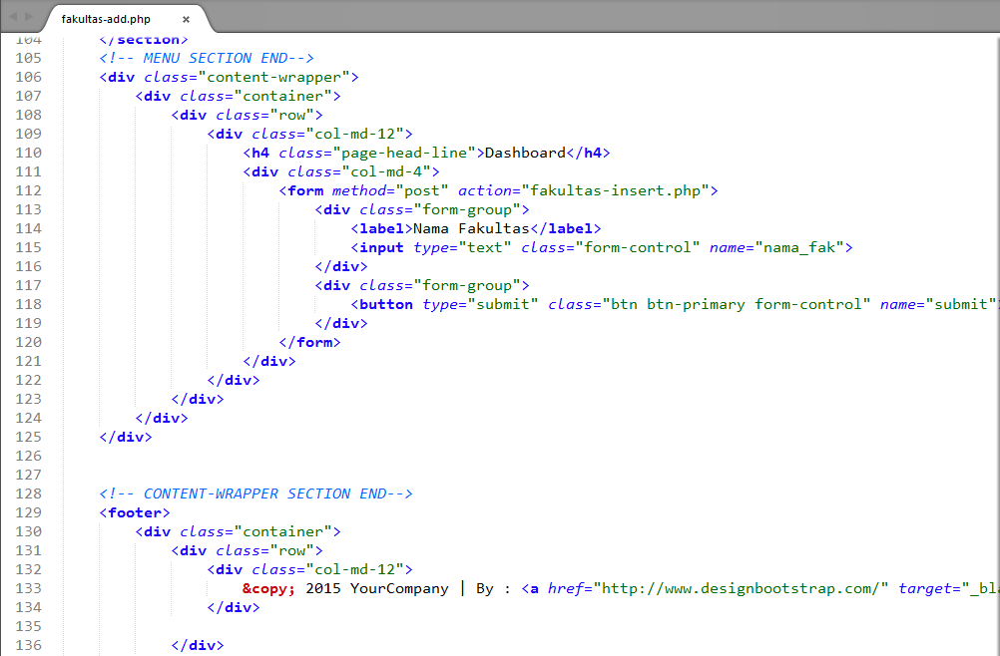 fakultas-add.php ×
104 </section>
105 <!-- MENU SECTION END-->
106 <div class="content-wrapper">
107 <div class="container">
108 <div class="row">
109 <div class="col-md-12">
110 <h4 class="page-head-line">Dashboard</h4>
111 <div class="col-md-4">
112 <form method="post" action="fakultas-insert.php">
113 <div class="form-group">
114 <label>Nama Fakultas</label>
115 <input type="text" class="form-control" name="nama_fak">
116 </div>
117 <div class="form-group">
118 <button type="submit" class="btn btn-primary form-control" name="submit"
119 </div>
120 </form>
121 </div>
122 </div>
123 </div>
124 </div>
125 </div>
126
127
128 <!-- CONTENT-WRAPPER SECTION END-->
129 <footer>
130 <div class="container">
131 <div class="row">
132 <div class="col-md-12">
133 &copy; 2015 YourCompany | By : <a href="http://www.designbootstrap.com/" target="_bla
134 </div>
135
136 </div>